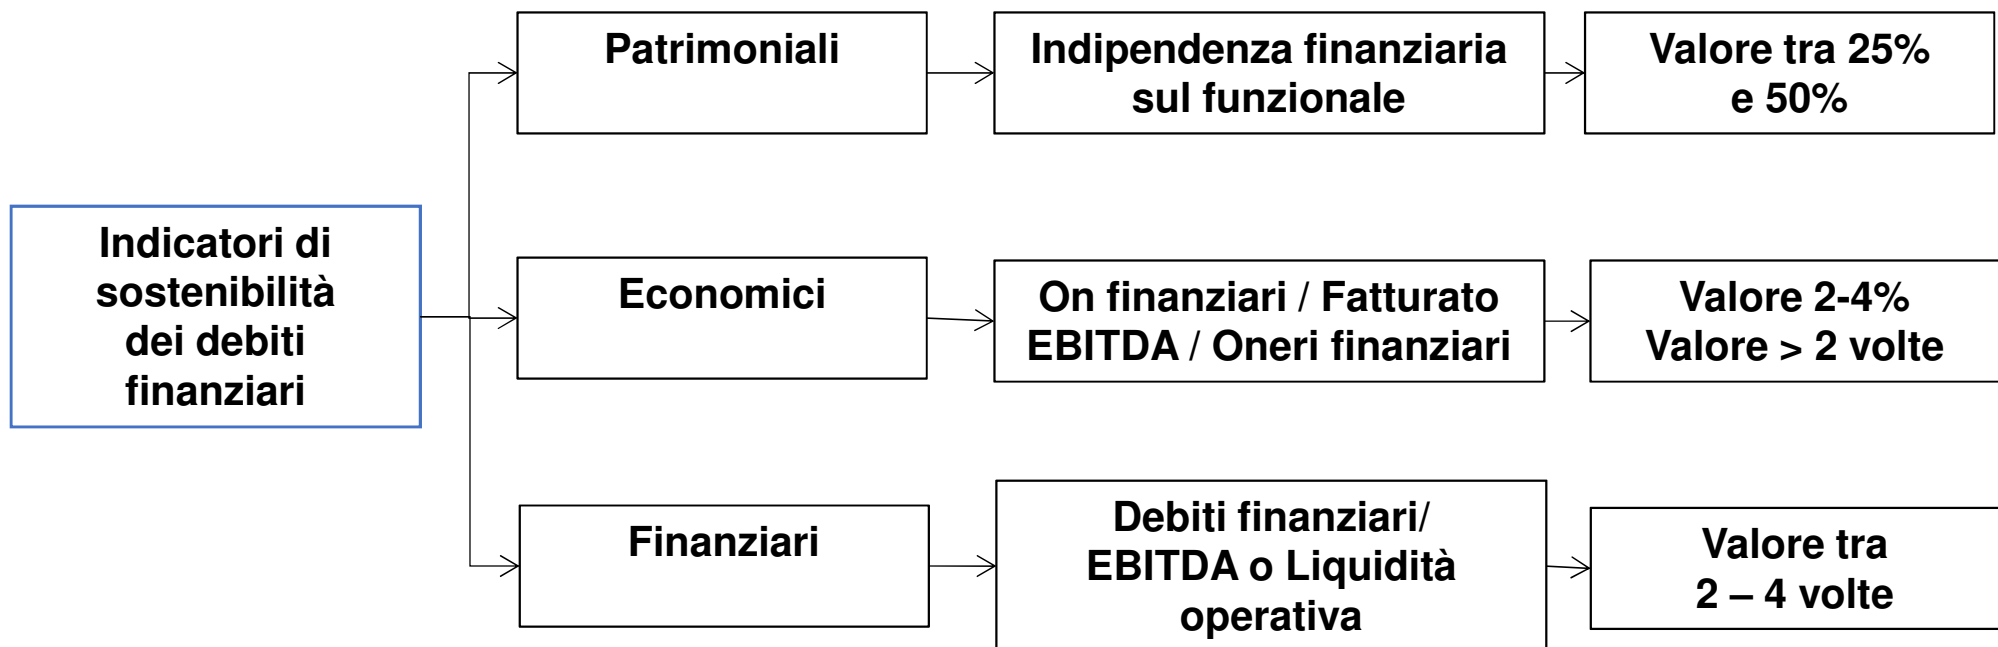 Patrimoniali
Indipendenza finanziaria
sul funzionale
Valore tra 25%
e 50%
Indicatori di
sostenibilità
dei debiti
finanziari
Economici
On finanziari / Fatturato
EBITDA / Oneri finanziari
Valore 2-4%
Valore > 2 volte
Finanziari
Debiti finanziari/
EBITDA o Liquidità
operativa
Valore tra
2 – 4 volte